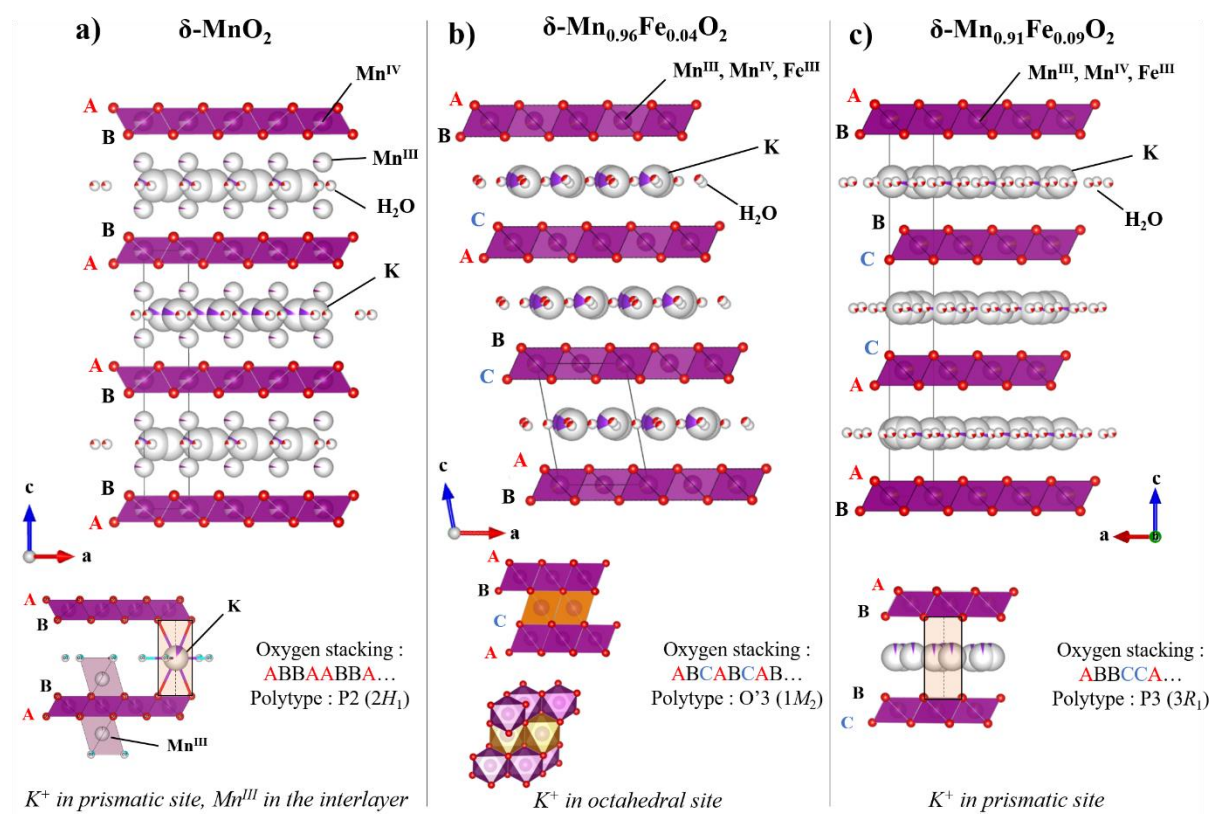 a)
δ-MnO₂
Mn^IV
A
B
Mn^III
H₂O
B
A
K
A
B
B
A
c
a
A
B
K
B
A
Mn^III
Oxygen stacking :
ABBAABBA…
Polytype : P2 (2H₁)
K⁺ in prismatic site, Mn^III in the interlayer
b)
δ-Mn₀.₉₆Fe₀.₀₄O₂
Mn^III, Mn^IV, Fe^III
A
B
K
H₂O
C
A
B
C
A
B
c
a
A
B
C
A
Oxygen stacking :
ABCABCAB…
Polytype : O'3 (1M₂)
K⁺ in octahedral site
c)
δ-Mn₀.₉₁Fe₀.₀₉O₂
Mn^III, Mn^IV, Fe^III
A
B
K
H₂O
B
C
C
A
A
B
c
a
b
A
B
B
C
Oxygen stacking :
ABBCCA…
Polytype : P3 (3R₁)
K⁺ in prismatic site